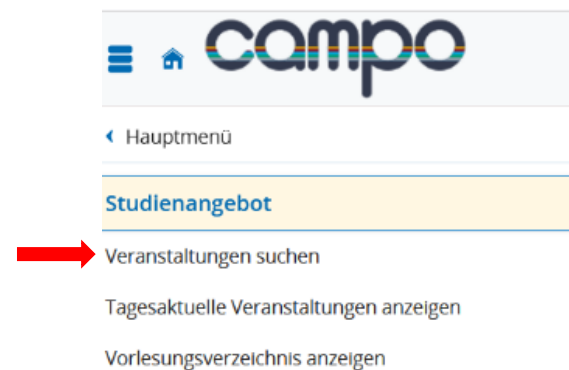 campo
Hauptmenü
Studienangebot
Veranstaltungen suchen
Tagesaktuelle Veranstaltungen anzeigen
Vorlesungsverzeichnis anzeigen